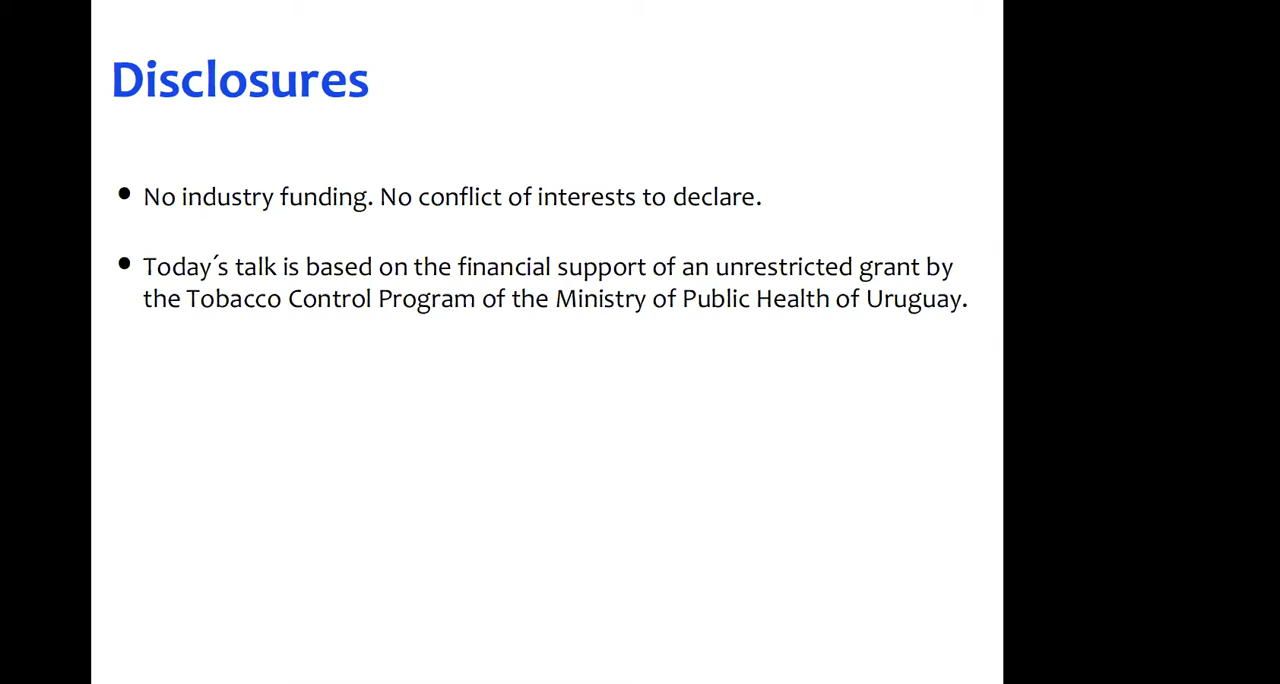 Disclosures
• No industry funding. No conflict of interests to declare.
• Today´s talk is based on the financial support of an unrestricted grant by
the Tobacco Control Program of the Ministry of Public Health of Uruguay.